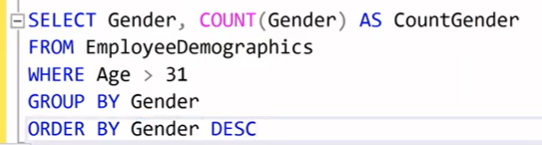 SELECT Gender, COUNT(Gender) AS CountGender
FROM EmployeeDemographics
WHERE Age > 31
GROUP BY Gender
ORDER BY Gender DESC